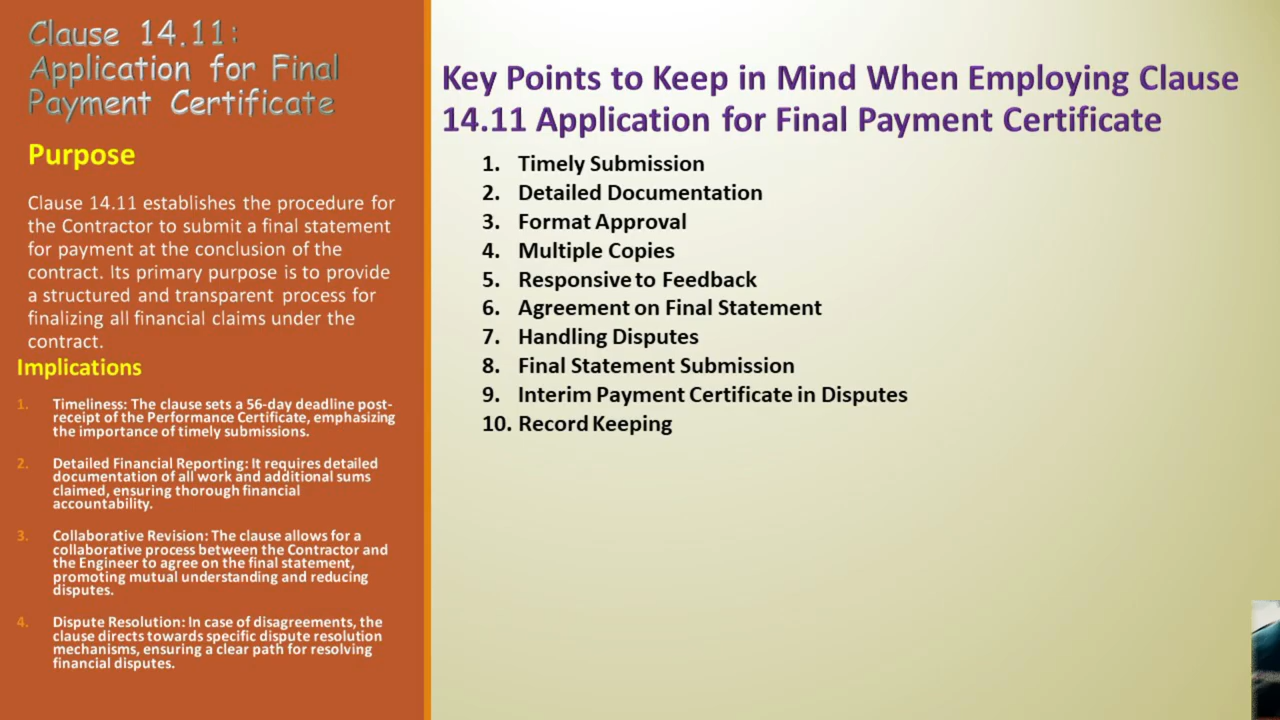 Clause 14.11:
Application for Final
Payment Certificate
Purpose
Clause 14.11 establishes the procedure for
the Contractor to submit a final statement
for payment at the conclusion of the
contract. Its primary purpose is to provide
a structured and transparent process for
finalizing all financial claims under the
contract.
Implications
1. Timeliness: The clause sets a 56-day deadline post-
receipt of the Performance Certificate, emphasizing
the importance of timely submissions.
2. Detailed Financial Reporting: It requires detailed
documentation of all work and additional sums
claimed, ensuring thorough financial
accountability.
3. Collaborative Revision: The clause allows for a
collaborative process between the Contractor and
the Engineer to agree on the final statement,
promoting mutual understanding and reducing
disputes.
4. Dispute Resolution: In case of disagreements, the
clause directs towards specific dispute resolution
mechanisms, ensuring a clear path for resolving
financial disputes.
Key Points to Keep in Mind When Employing Clause
14.11 Application for Final Payment Certificate
1. Timely Submission
2. Detailed Documentation
3. Format Approval
4. Multiple Copies
5. Responsive to Feedback
6. Agreement on Final Statement
7. Handling Disputes
8. Final Statement Submission
9. Interim Payment Certificate in Disputes
10. Record Keeping